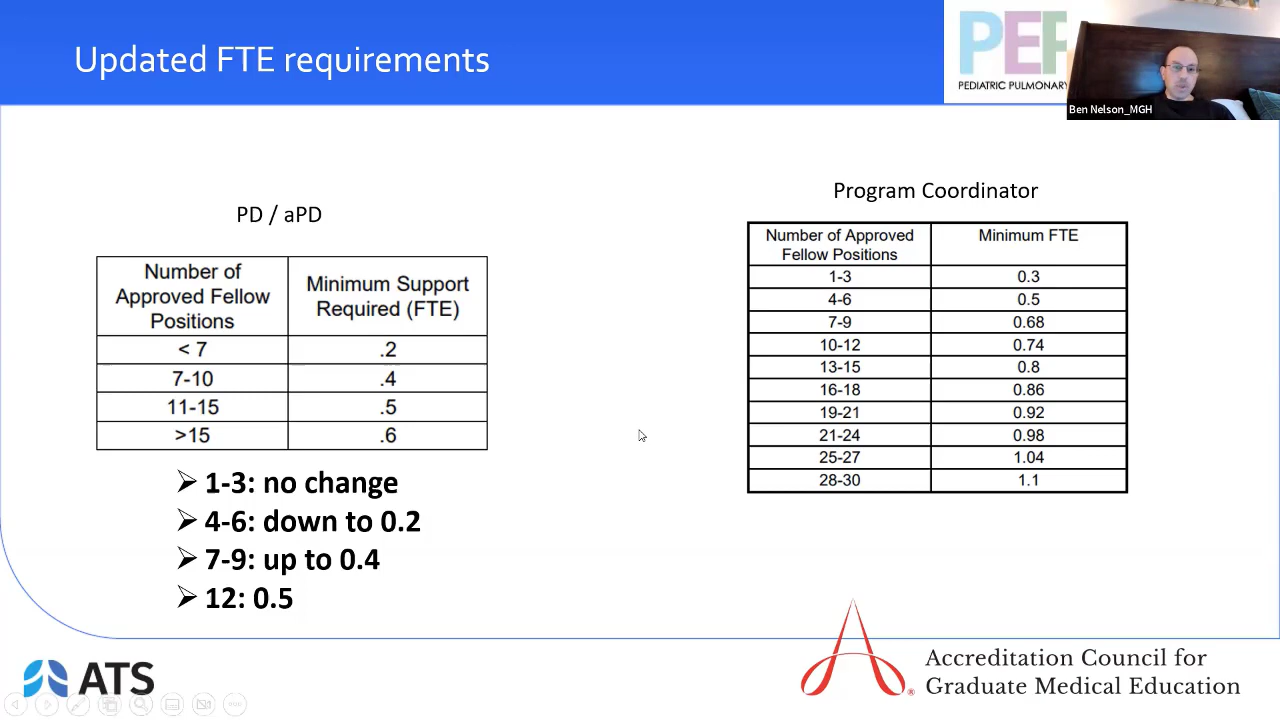 Updated FTE requirements
PEP
PEDIATRIC PULMONARY
Ben Nelson_MGH
PD / aPD
Number of Approved Fellow Positions
Minimum Support Required (FTE)
< 7
.2
7-10
.4
11-15
.5
>15
.6
1-3: no change
4-6: down to 0.2
7-9: up to 0.4
12: 0.5
Program Coordinator
Number of Approved Fellow Positions
Minimum FTE
1-3
0.3
4-6
0.5
7-9
0.68
10-12
0.74
13-15
0.8
16-18
0.86
19-21
0.92
21-24
0.98
25-27
1.04
28-30
1.1
ATS
Accreditation Council for
Graduate Medical Education